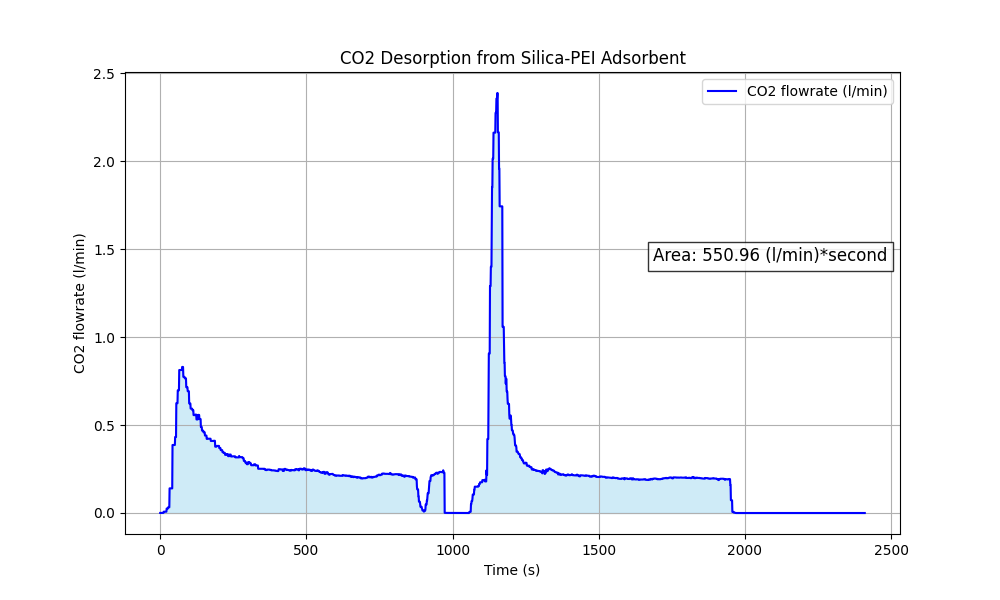 CO2 Desorption from Silica-PEI Adsorbent
2.5
CO2 flowrate (l/min)
2.0
1.5
Area: 550.96 (l/min)*second
CO2 flowrate (l/min)
1.0
0.5
0.0
0 500 1000 1500 2000 2500
Time (s)